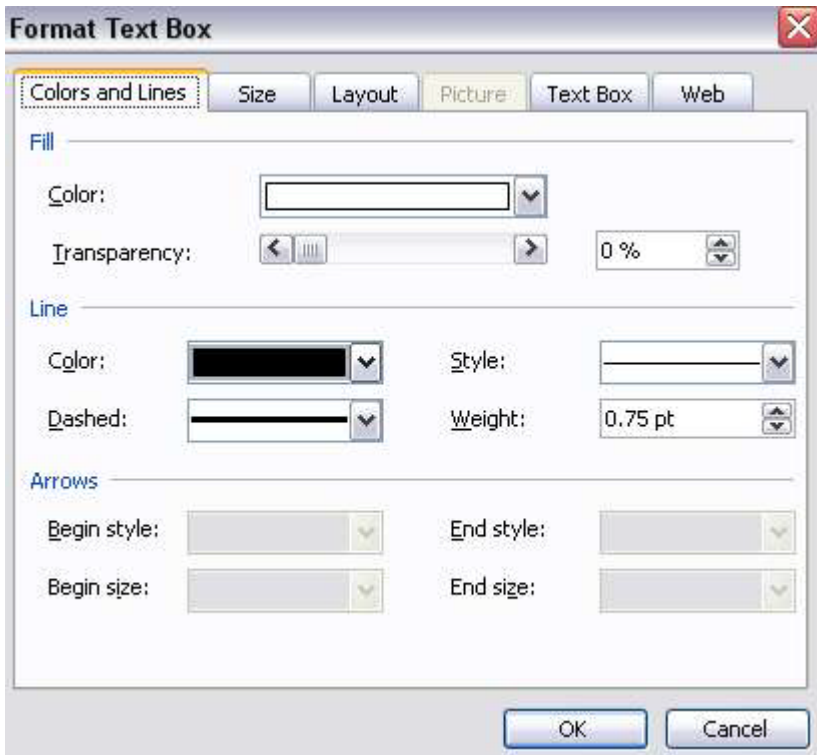 Format Text Box
Colors and Lines Size Layout Picture Text Box Web
Fill
Color:
Transparency: 0 %
Line
Color: Style:
Dashed: Weight: 0.75 pt
Arrows
Begin style: End style:
Begin size: End size:
OK Cancel